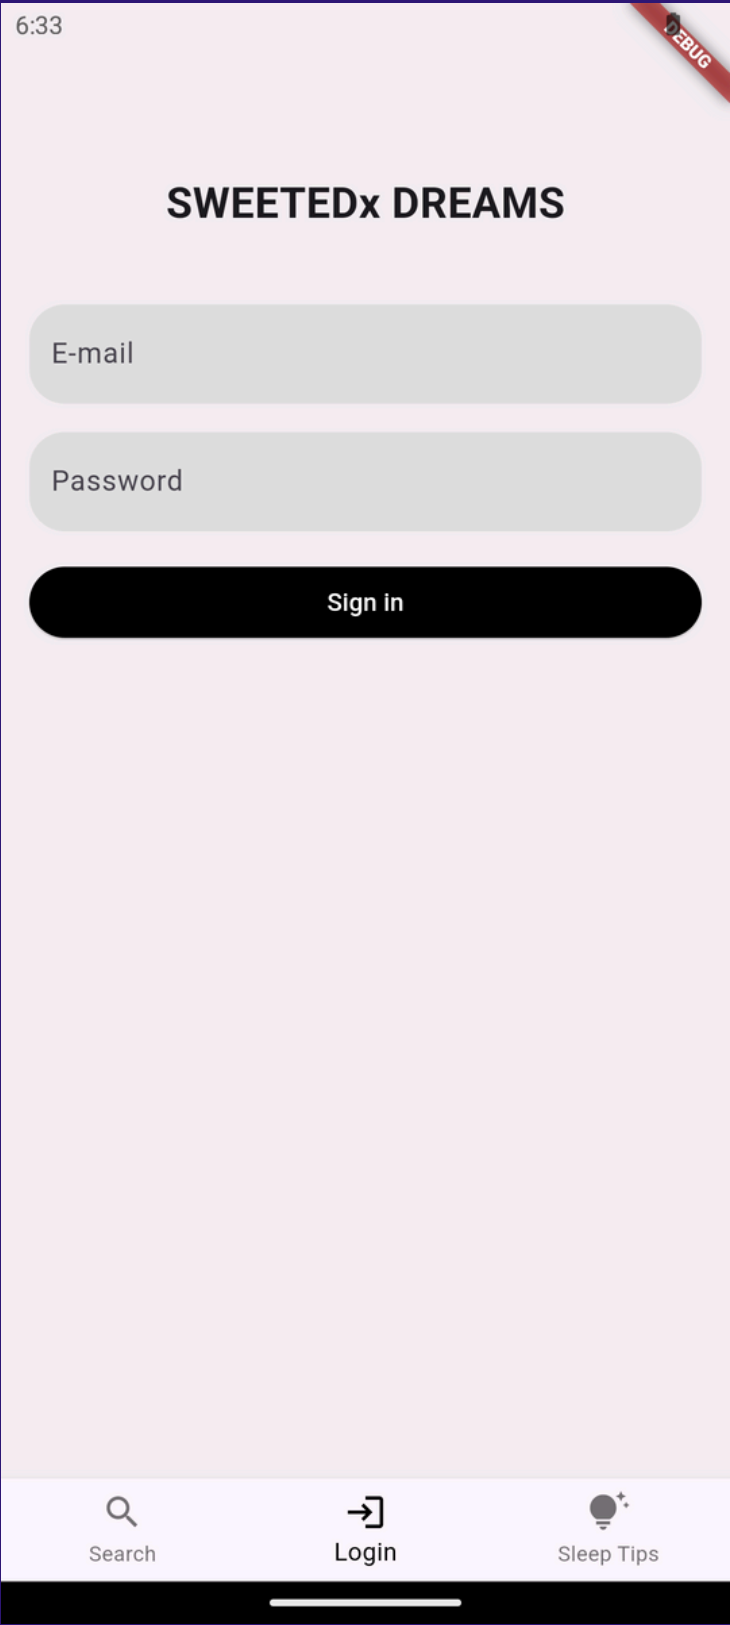 6:33
DEBUG
SWEETEDx DREAMS
E-mail
Password
Sign in
Search
Login
Sleep Tips